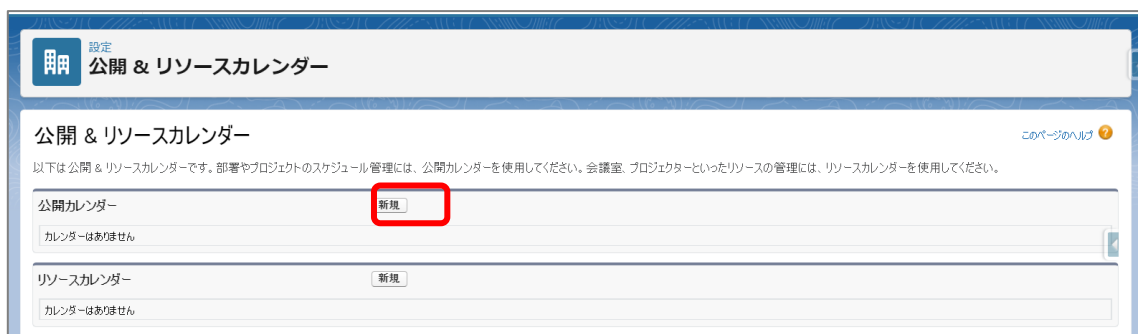 設定
公開 & リソースカレンダー
公開 & リソースカレンダー
このページのヘルプ
以下は公開 & リソースカレンダーです。部署やプロジェクトのスケジュール管理には、公開カレンダーを使用してください。会議室、プロジェクターといったリソースの管理には、リソースカレンダーを使用してください。
公開カレンダー 新規
カレンダーはありません
リソースカレンダー 新規
カレンダーはありません